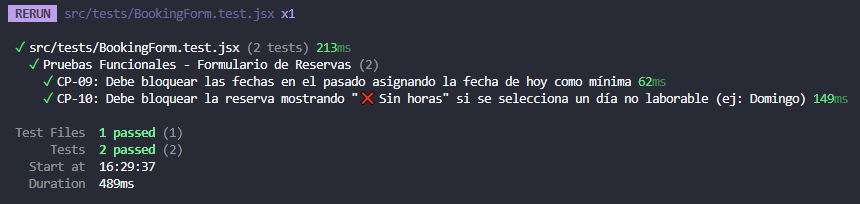 RERUN src/tests/BookingForm.test.jsx x1
✓ src/tests/BookingForm.test.jsx (2 tests) 213ms
✓ Pruebas Funcionales - Formulario de Reservas (2)
✓ CP-09: Debe bloquear las fechas en el pasado asignando la fecha de hoy como mínima 62ms
✓ CP-10: Debe bloquear la reserva mostrando "❌ Sin horas" si se selecciona un día no laborable (ej: Domingo) 149ms
Test Files 1 passed (1)
Tests 2 passed (2)
Start at 16:29:37
Duration 489ms